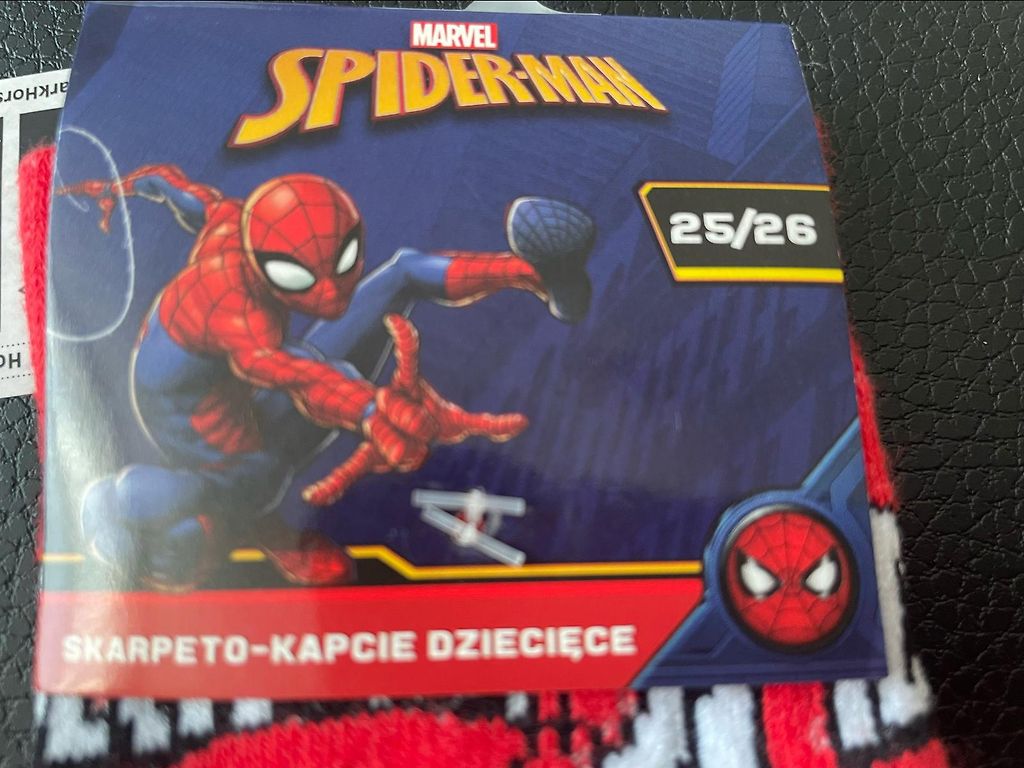 MARVEL
SPIDER-MAN
25/26
SKARPETO-KAPCIE DZIECIĘCE